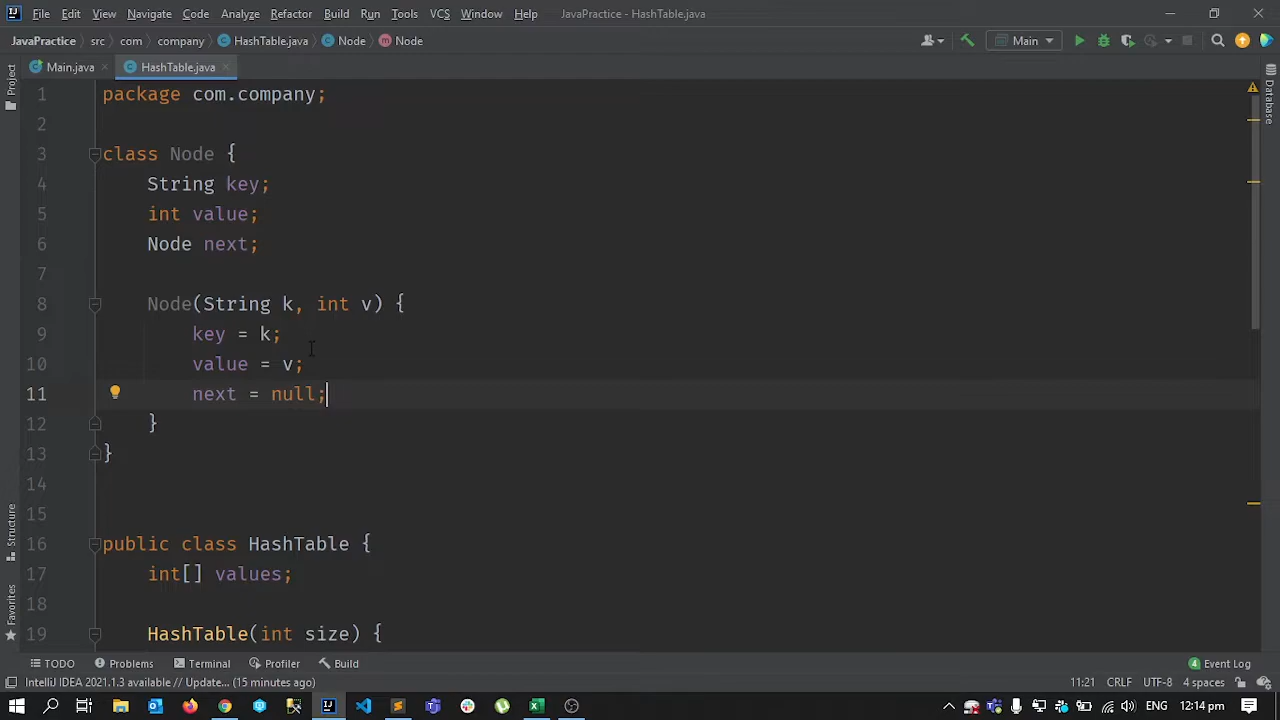 File Edit View Navigate Code Analyze Refactor Build Run Tools VCS Window Help JavaPractice - HashTable.java
JavaPractice src com company HashTable.java Node Node Main
Main.java HashTable.java
Project
Database
1 package com.company;
2
3 class Node {
4 String key;
5 int value;
6 Node next;
7
8 Node(String k, int v) {
9 key = k;
10 value = v;
11 next = null;
12 }
13 }
14
15
16 public class HashTable {
17 int[] values;
18
19 HashTable(int size) {
Structure
Favorites
TODO Problems Terminal Profiler Build 4 Event Log
IntelliJ IDEA 2021.1.3 available // Update... (15 minutes ago) 11:21 CRLF UTF-8 4 spaces
ENG 12:14 pm